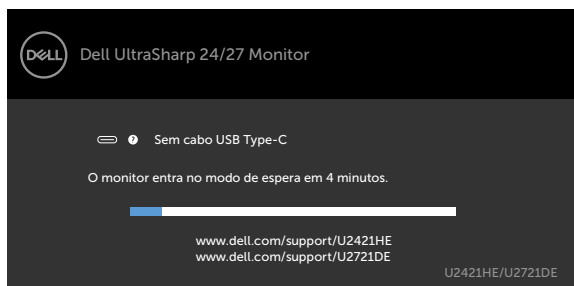 DELL Dell UltraSharp 24/27 Monitor
? Sem cabo USB Type-C
O monitor entra no modo de espera em 4 minutos.
www.dell.com/support/U2421HE
www.dell.com/support/U2721DE
U2421HE/U2721DE